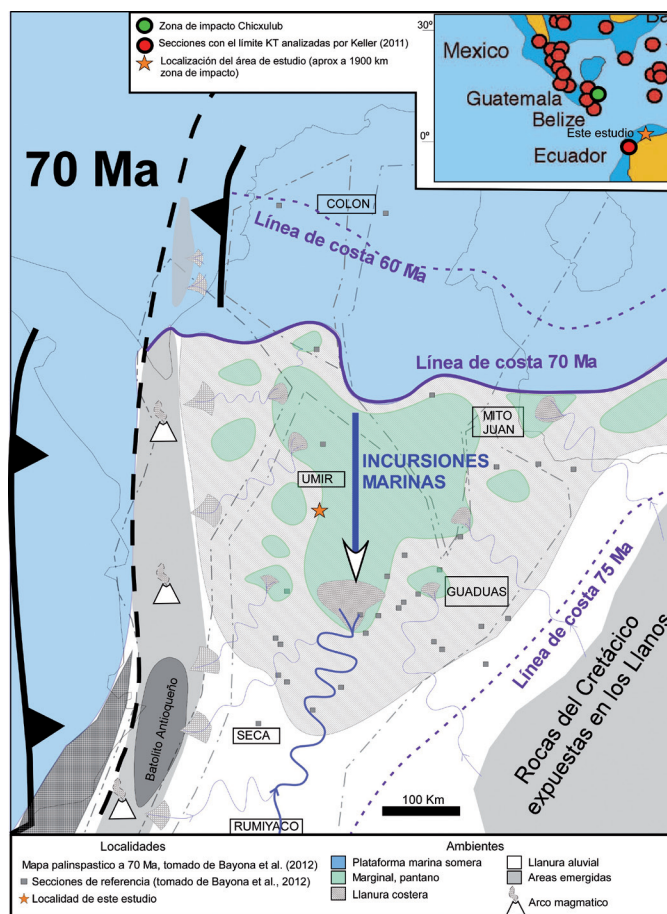 Zona de impacto Chicxulub
Secciones con el límite KT analizadas por Keller (2011)
Localización del área de estudio (aprox a 1900 km
zona de impacto)
30°
0°
Mexico
Guatemala
Belize
Este estudio
Ecuador
Ba
70 Ma
COLON
Línea de costa 60 Ma
Línea de costa 70 Ma
MITO
JUAN
INCURSIONES
MARINAS
UMIR
GUADUAS
Línea de costa 75 Ma
Rocas del Cretácico
expuestas en los Llanos
Batolito Antioqueño
SECA
100 Km
RUMIYACO
Localidades
Mapa palinspastico a 70 Ma, tomado de Bayona et al. (2012)
Secciones de referencia (tomado de Bayona et al., 2012)
Localidad de este estudio
Ambientes
Plataforma marina somera
Marginal, pantano
Llanura costera
Llanura aluvial
Areas emergidas
Arco magmatico